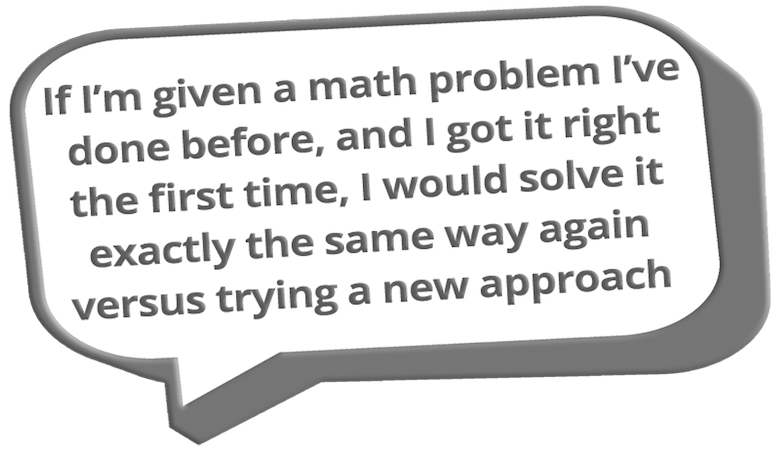 If I’m given a math problem I’ve
done before, and I got it right
the first time, I would solve it
exactly the same way again
versus trying a new approach